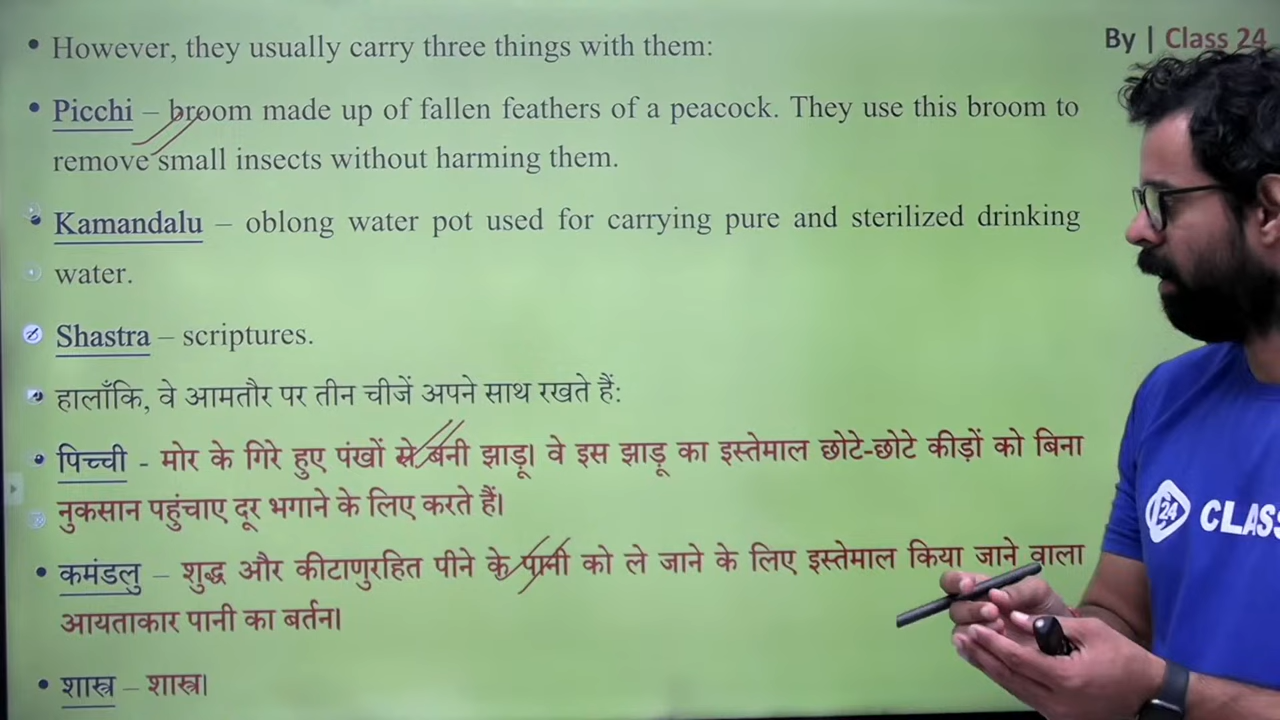 However, they usually carry three things with them:
By | Class 24
Picchi – broom made up of fallen feathers of a peacock. They use this broom to
remove small insects without harming them.
Kamandalu – oblong water pot used for carrying pure and sterilized drinking
water.
Shastra – scriptures.
हालाँकि, वे आमतौर पर तीन चीजें अपने साथ रखते हैं:
पिच्ची - मोर के गिरे हुए पंखों से बनी झाड़ू। वे इस झाड़ू का इस्तेमाल छोटे-छोटे कीड़ों को बिना
नुकसान पहुंचाए दूर भगाने के लिए करते हैं।
24 CLASS
कमंडलु – शुद्ध और कीटाणुरहित पीने के पानी को ले जाने के लिए इस्तेमाल किया जाने वाला
आयताकार पानी का बर्तन।
शास्त्र – शास्त्र।